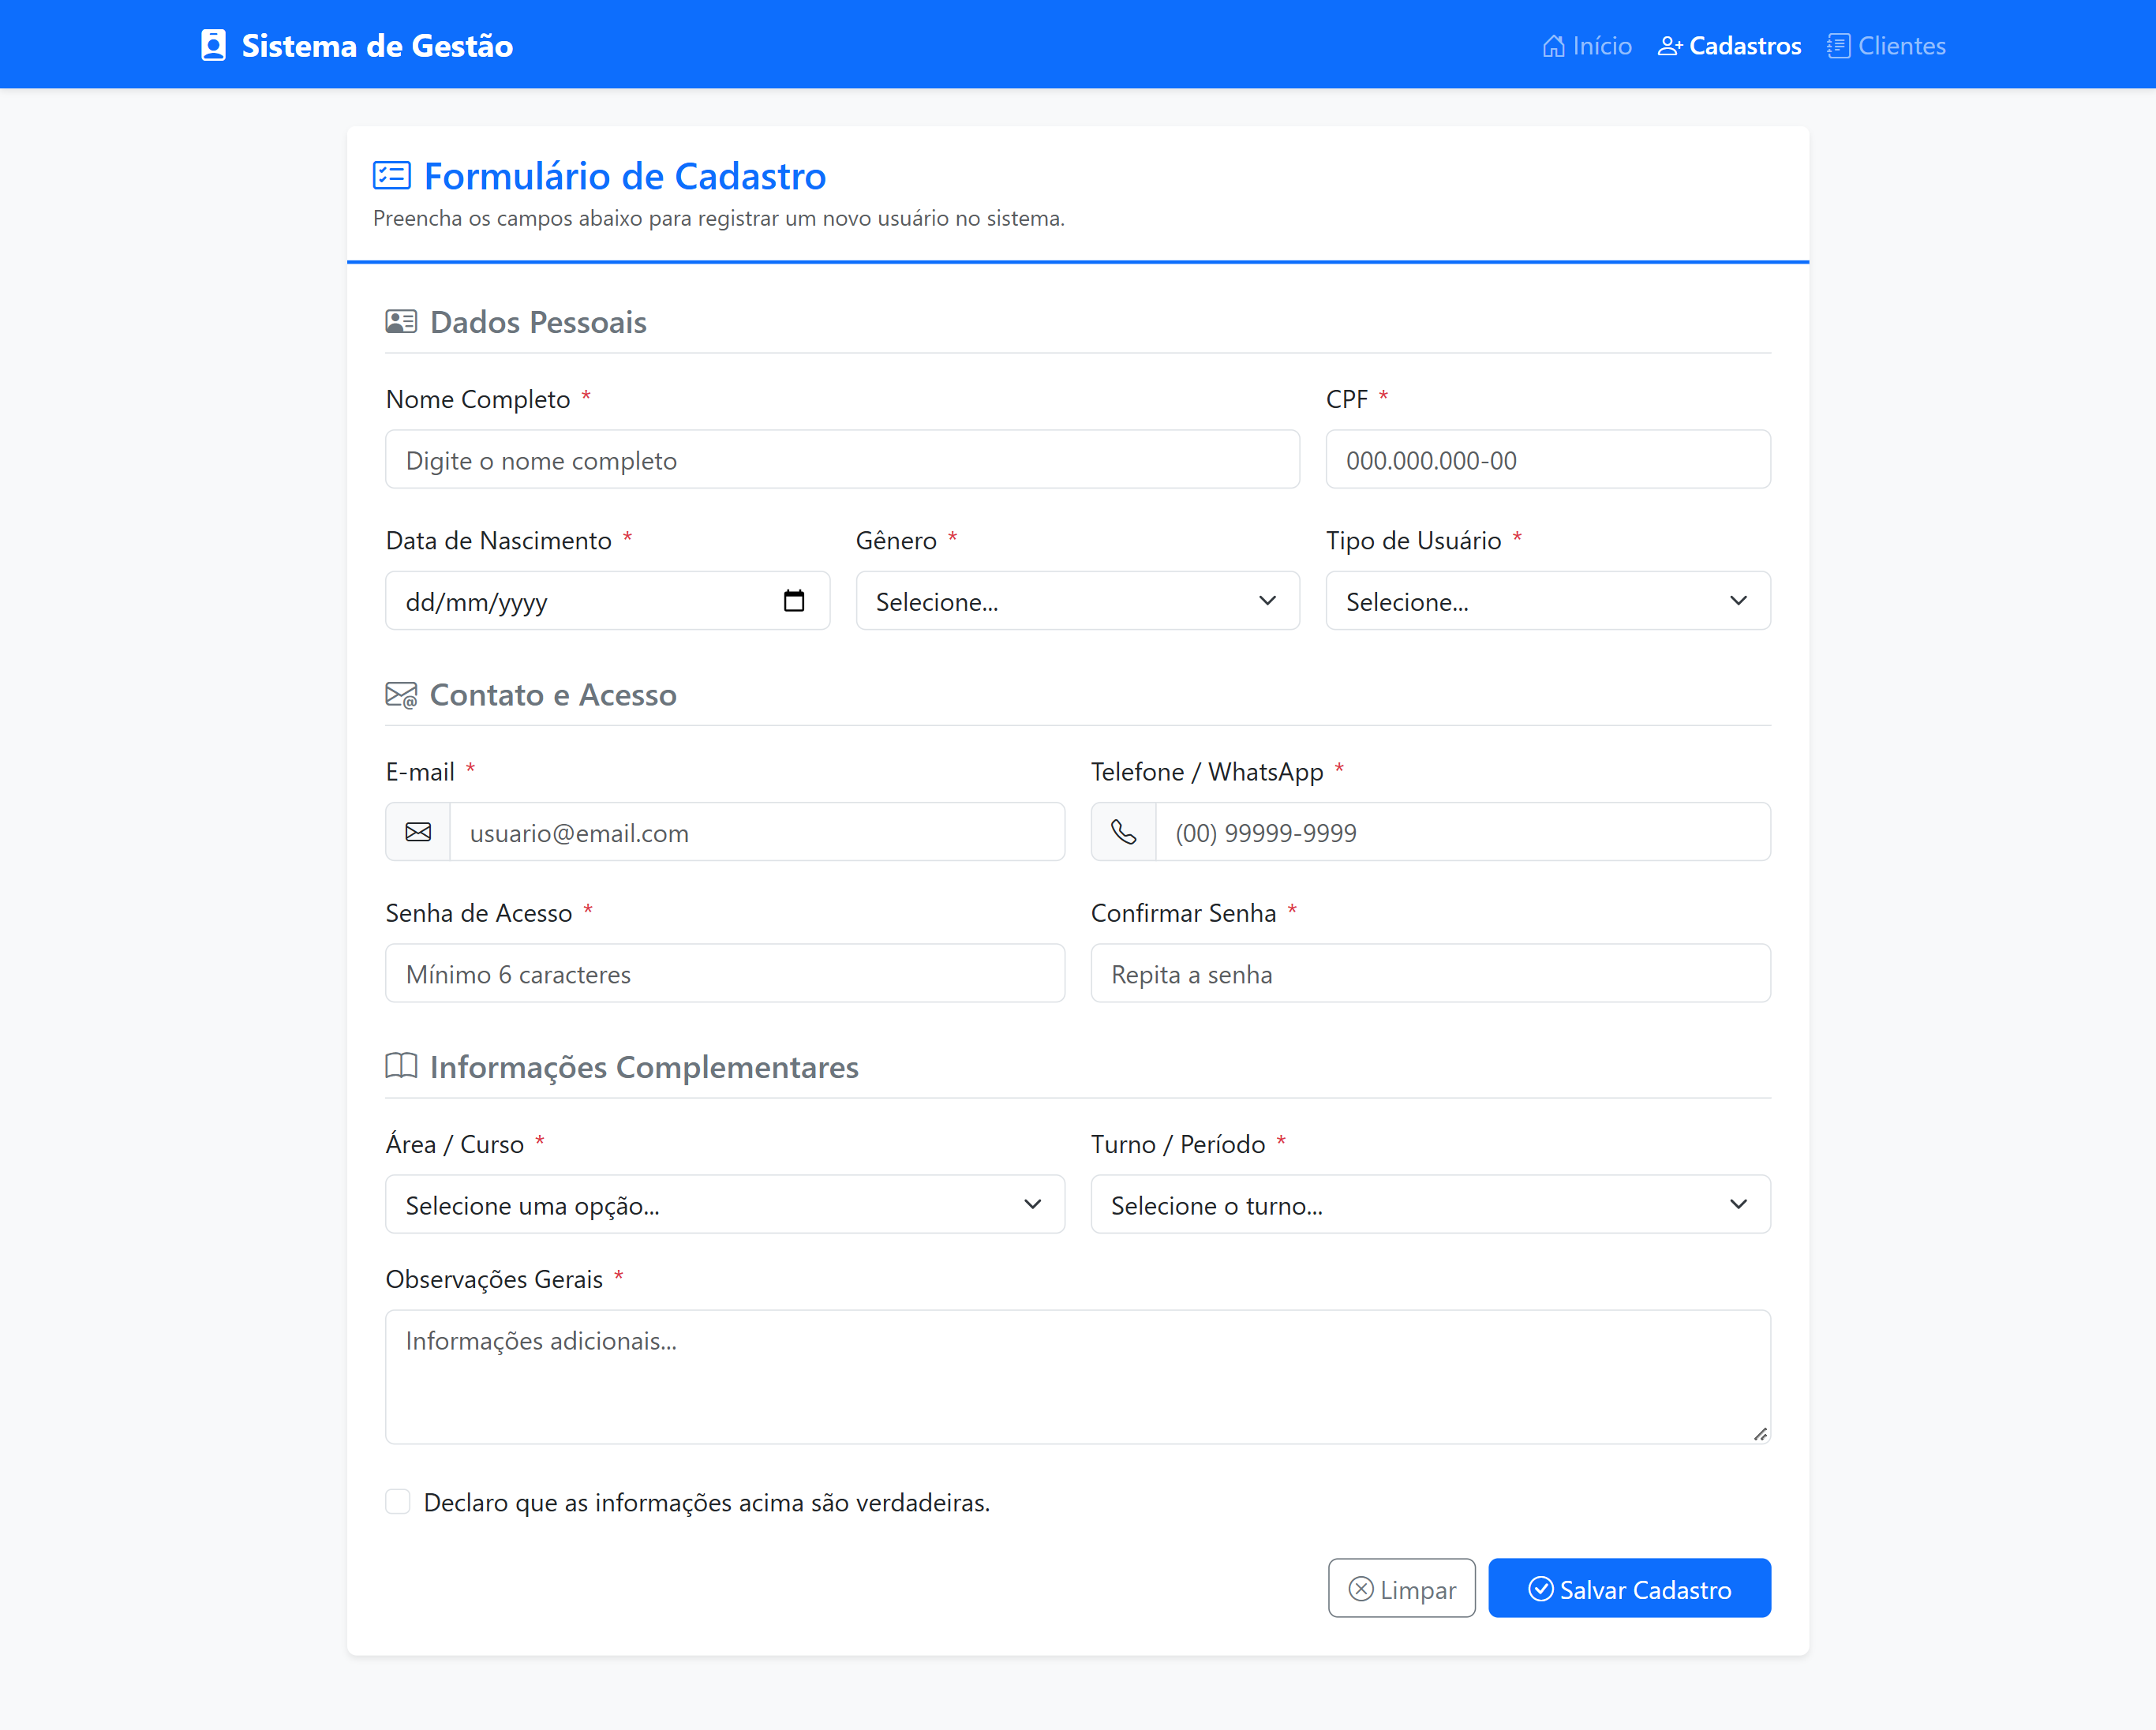 Sistema de Gestão
Início Cadastros Clientes
Formulário de Cadastro
Preencha os campos abaixo para registrar um novo usuário no sistema.
Dados Pessoais
Nome Completo * CPF *
Digite o nome completo 000.000.000-00
Data de Nascimento * Gênero * Tipo de Usuário *
dd/mm/yyyy Selecione... Selecione...
Contato e Acesso
E-mail * Telefone / WhatsApp *
usuario@email.com (00) 99999-9999
Senha de Acesso * Confirmar Senha *
Mínimo 6 caracteres Repita a senha
Informações Complementares
Área / Curso * Turno / Período *
Selecione uma opção... Selecione o turno...
Observações Gerais *
Informações adicionais...
Declaro que as informações acima são verdadeiras.
Limpar Salvar Cadastro